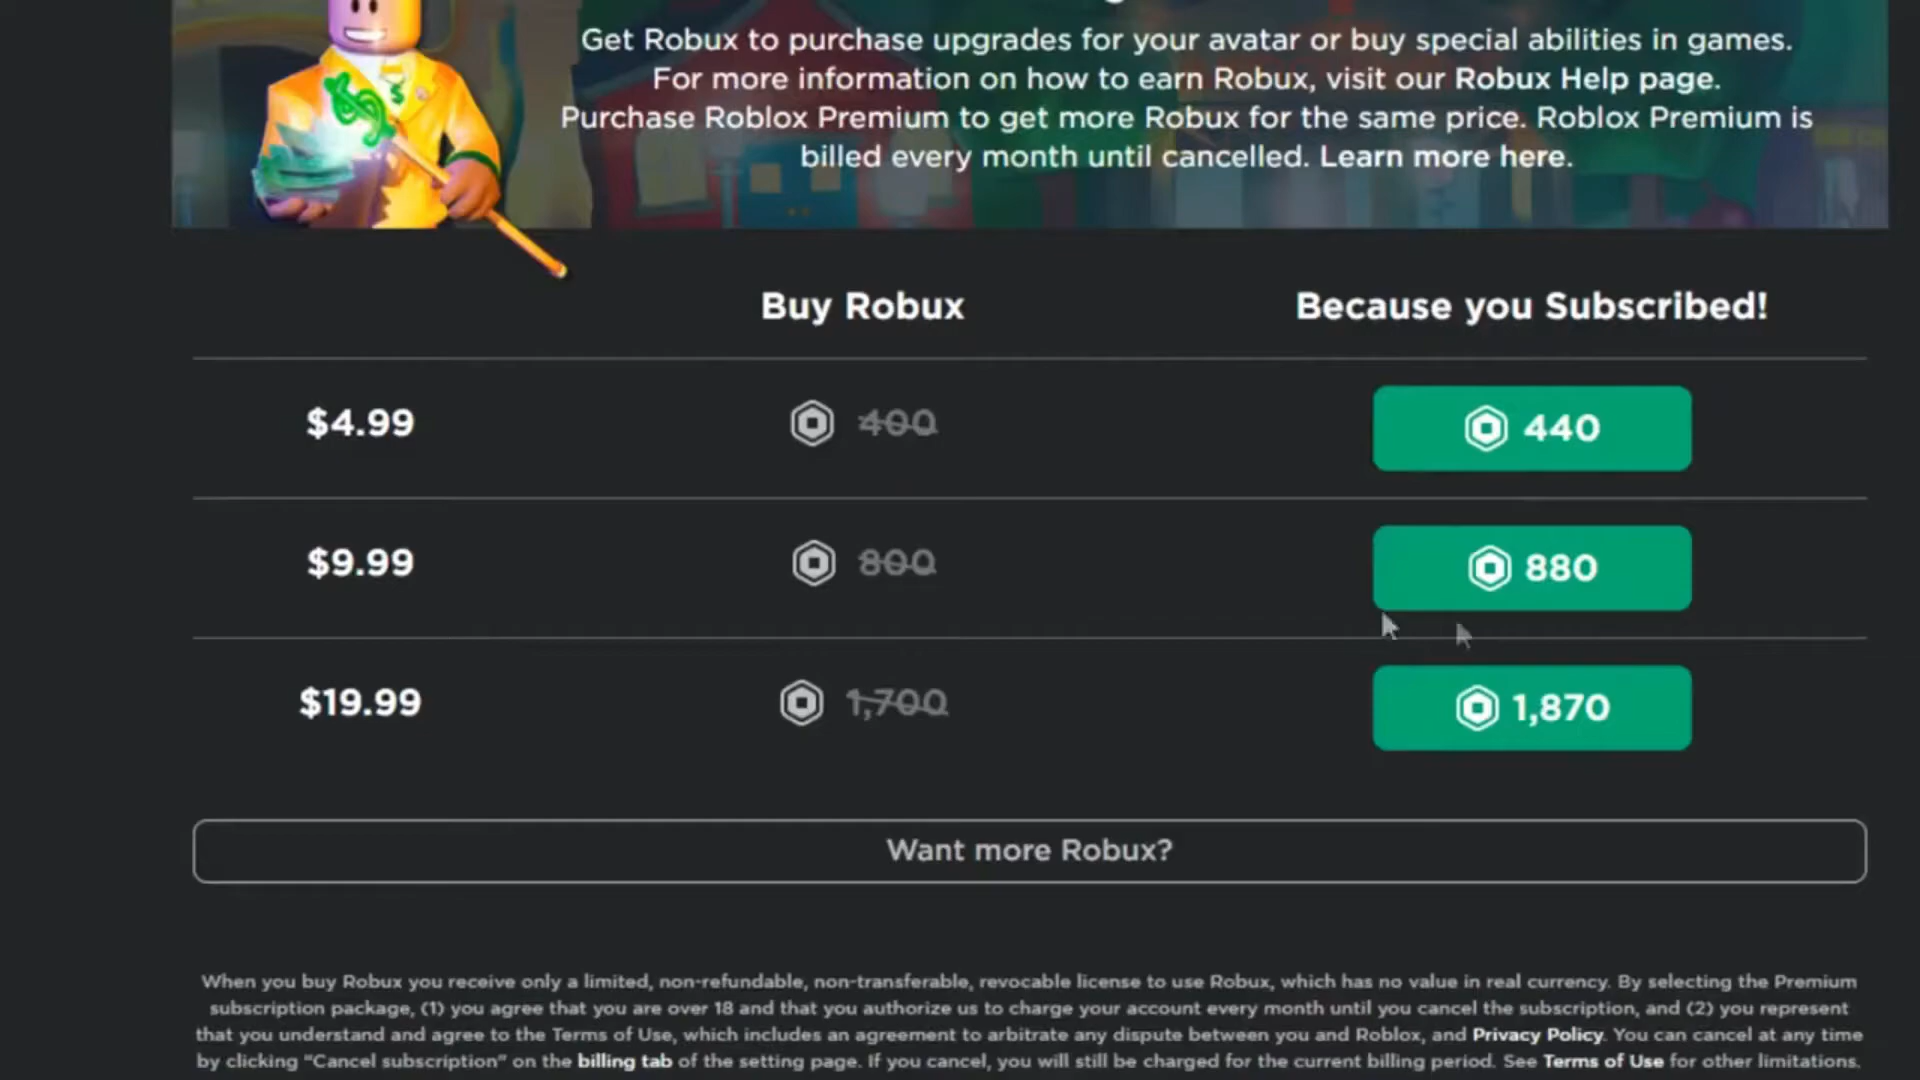 Get Robux to purchase upgrades for your avatar or buy special abilities in games.
For more information on how to earn Robux, visit our Robux Help page.
Purchase Roblox Premium to get more Robux for the same price. Roblox Premium is
billed every month until cancelled. Learn more here.
Buy Robux Because you Subscribed!
$4.99 400 440
$9.99 800 880
$19.99 1,700 1,870
Want more Robux?
When you buy Robux you receive only a limited, non-refundable, non-transferable, revocable license to use Robux, which has no value in real currency. By selecting the Premium
subscription package, (1) you agree that you are over 18 and that you authorize us to charge your account every month until you cancel the subscription, and (2) you represent
that you understand and agree to the Terms of Use, which includes an agreement to arbitrate any dispute between you and Roblox, and Privacy Policy. You can cancel at any time
by clicking "Cancel subscription" on the billing tab of the setting page. If you cancel, you will still be charged for the current billing period. See Terms of Use for other limitations.